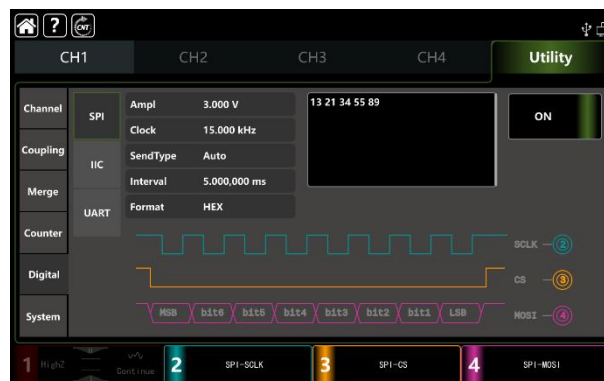 ? CNT
CH1 CH2 CH3 CH4 Utility
Channel
Coupling
Merge
Counter
Digital
System
SPI
IIC
UART
Ampl 3.000 V
Clock 15.000 kHz
SendType Auto
Interval 5.000,000 ms
Format HEX
13 21 34 55 89
ON
SCLK 2
CS 3
MSB bit6 bit5 bit4 bit3 bit2 bit1 LSB MOSI 4
1 HighZ Continue 2 SPI-SCLK 3 SPI-CS 4 SPI-MOSI